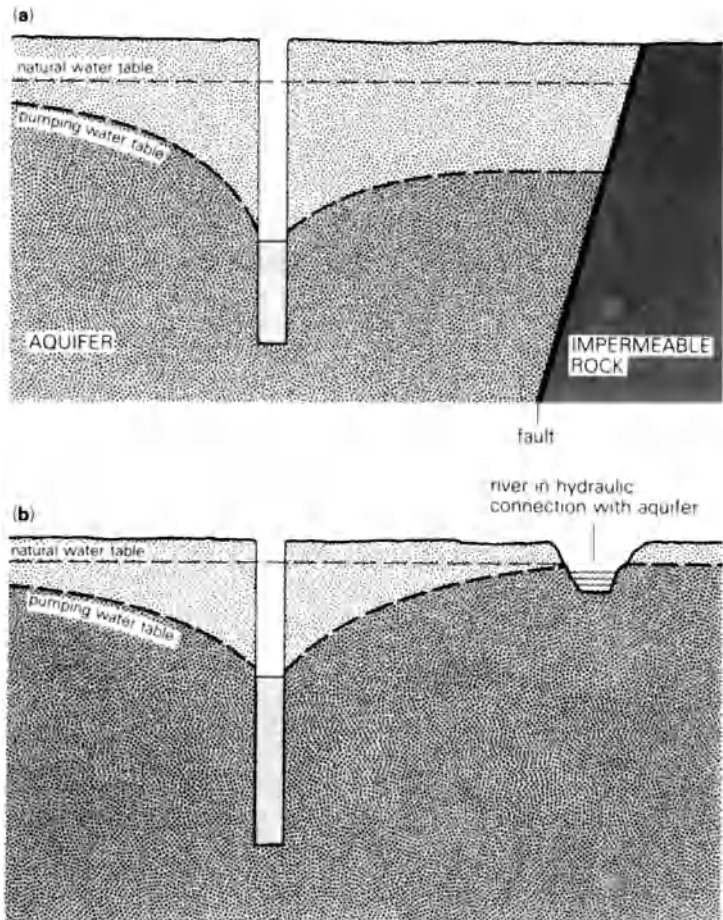 (a)
natural water table
pumping water table
AQUIFER
IMPERMEABLE
ROCK
fault
river in hydraulic
connection with aquifer
(b)
natural water table
pumping water table